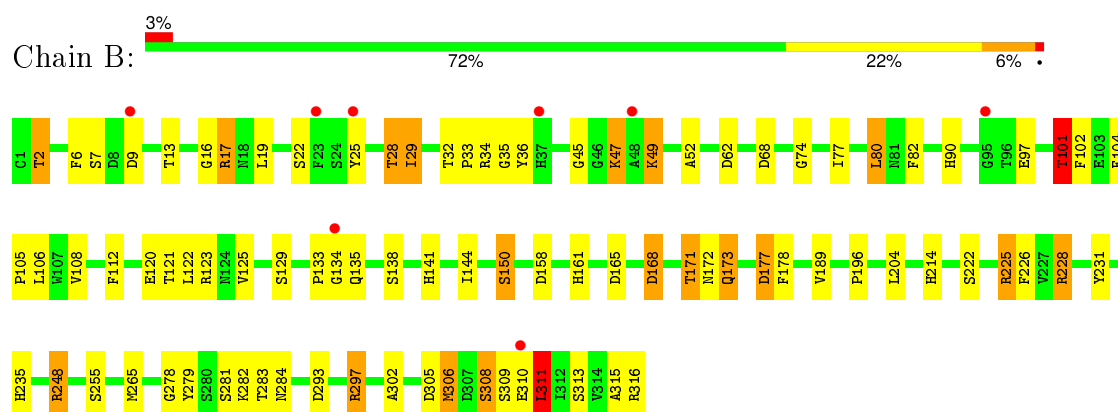 3%
Chain B:
72% 22% 6% •
C1 T2 F6 S7 D8 D9 T13 G16 R17 N18 L19 S22 F23 S24 Y25 T28 I29 T32 P33 R34 G35 Y36 H37 G45 G46 K47 A48 K49 A52 D62 D68 G74 I77 L80 N81 F82 H90 G95 T96 E97 T101 F102 E103 E104
P105 L106 W107 V108 F112 E120 T121 L122 R123 N124 V125 S129 P133 G134 Q135 S138 H141 I144 S150 D158 H161 D165 D168 T171 N172 Q173 D177 F178 V189 P196 L204 H214 S222 R225 F226 V227 R228 Y231
H235 R248 S255 M265 G278 Y279 S280 S281 K282 T283 N284 D293 R297 A302 D305 M306 D307 S308 S309 E310 L311 I312 S313 V314 A315 R316